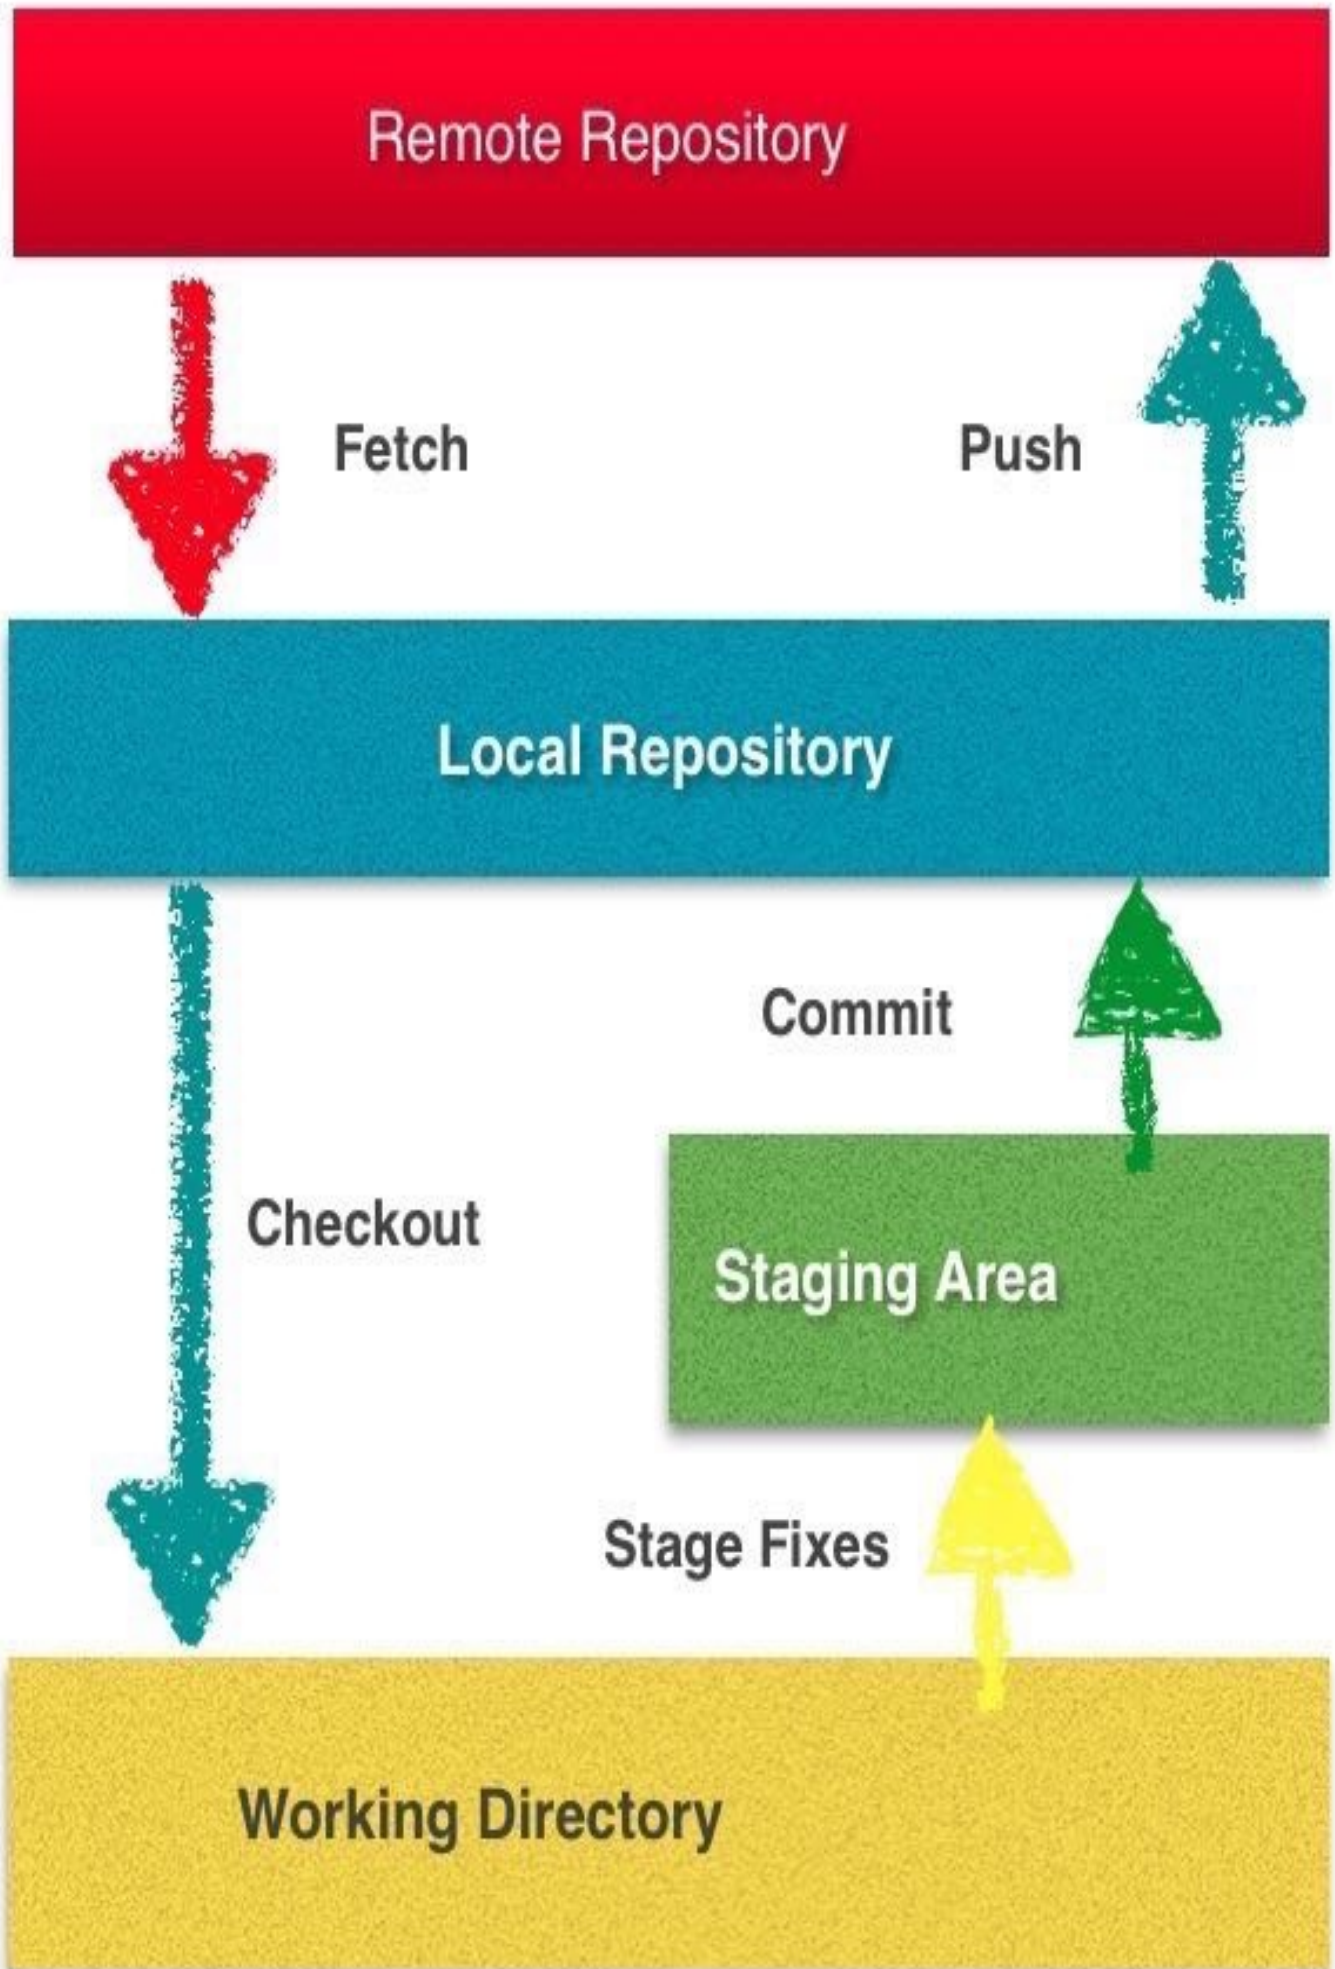 Remote Repository
Fetch
Push
Local Repository
Commit
Checkout
Staging Area
Stage Fixes
Working Directory